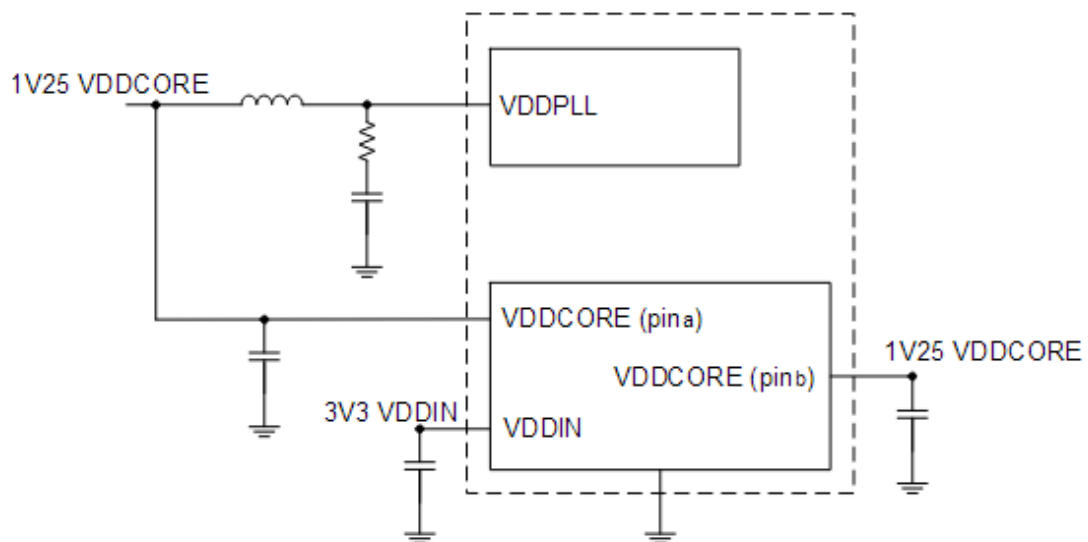 1V25 VDDCORE
VDDPLL
VDDCORE (pina)
VDDCORE (pinb)
1V25 VDDCORE
3V3 VDDIN
VDDIN